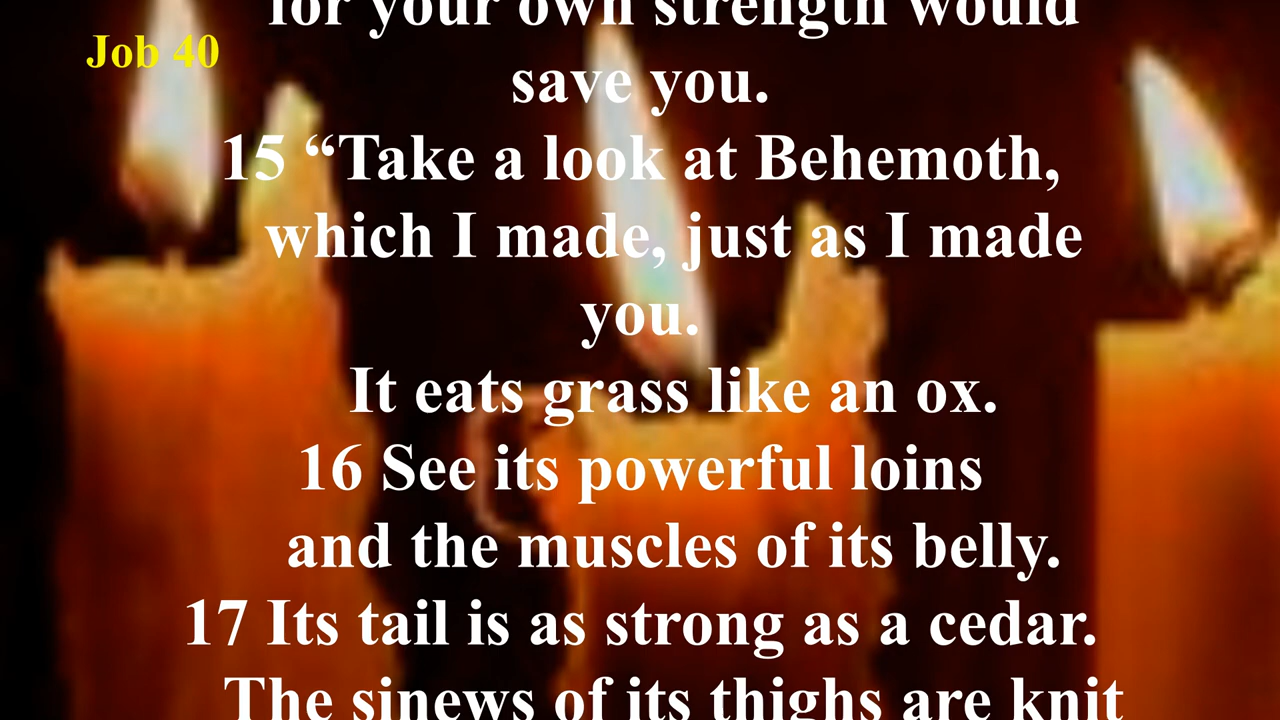 for your own strength would
Job 40
save you.
15 “Take a look at Behemoth,
which I made, just as I made
you.
It eats grass like an ox.
16 See its powerful loins
and the muscles of its belly.
17 Its tail is as strong as a cedar.
The sinews of its thighs are knit